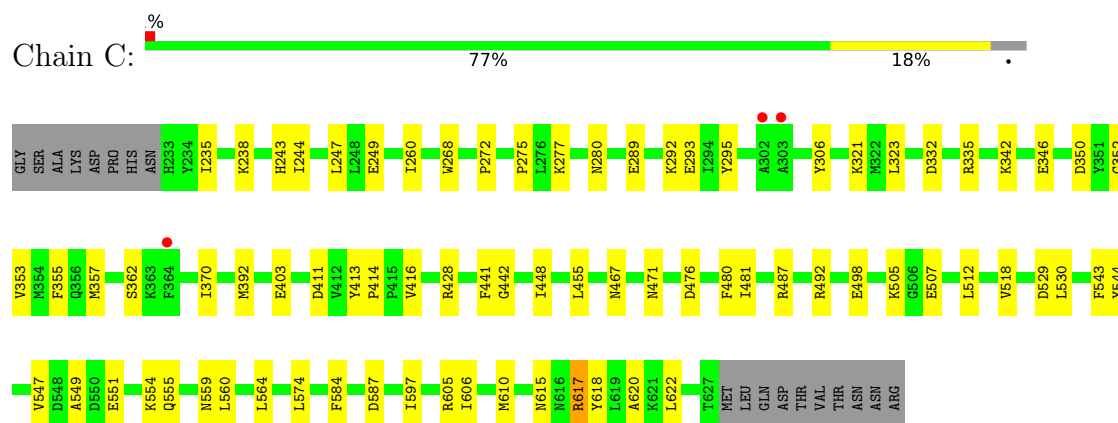 %
Chain C:
77% 18% •
GLY SER ALA LYS ASP PRO HIS ASN H233 Y234 I235 K238 H243 I244 L247 L248 E249 I260 W268 P272 P275 L276 K277 N280 E289 K292 E293 I294 Y295 A302 A303 Y306 K321 M322 L323 D332 R335 K342 E346 D350 Y351
V353 M354 F355 Q356 M357 S362 K363 F364 I370 M392 E403 D411 V412 Y413 P414 P415 V416 R428 F441 G442 I448 L455 N467 N471 D476 F480 I481 R487 R492 E498 K505 G506 E507 L512 V518 D529 L530 F543
V547 D548 A549 D550 E551 K554 Q555 N559 L560 L564 L574 F584 D587 I597 R605 I606 M610 N615 N616 R617 Y618 L619 A620 K621 L622 T627 MET LEU GLN ASP THR VAL THR ASN ASN ARG